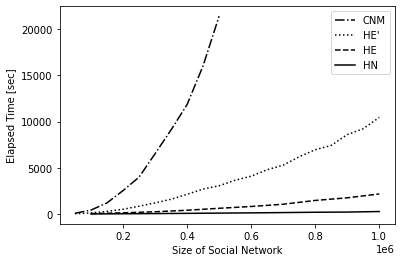 20000
15000
10000
5000
0
Elapsed Time [sec]
CNM
HE'
HE
HN
0.2 0.4 0.6 0.8 1.0
1e6
Size of Social Network